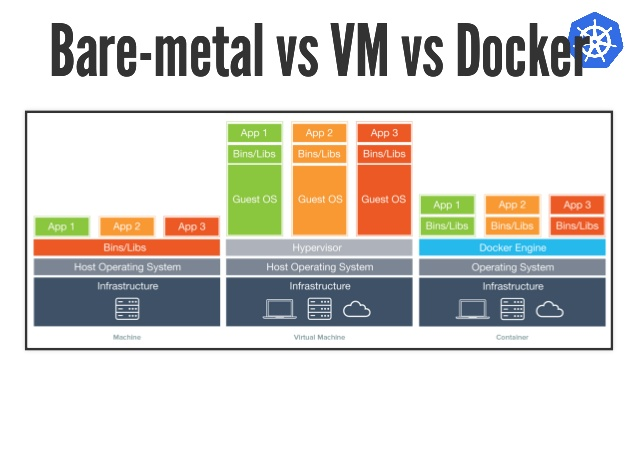 Bare-metal vs VM vs Docker
App 1 App 2 App 3
Bins/Libs
Host Operating System
Infrastructure
Machine
App 1 App 2 App 3
Bins/Libs Bins/Libs Bins/Libs
Guest OS Guest OS Guest OS
Hypervisor
Host Operating System
Infrastructure
Virtual Machine
App 1 App 2 App 3
Bins/Libs Bins/Libs Bins/Libs
Docker Engine
Operating System
Infrastructure
Container